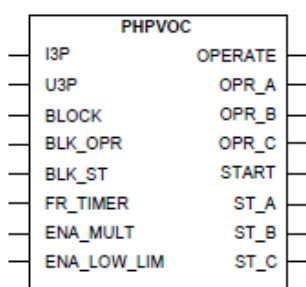 PHPVOC
I3P OPERATE
U3P OPR_A
BLOCK OPR_B
BLK_OPR OPR_C
BLK_ST START
FR_TIMER ST_A
ENA_MULT ST_B
ENA_LOW_LIM ST_C